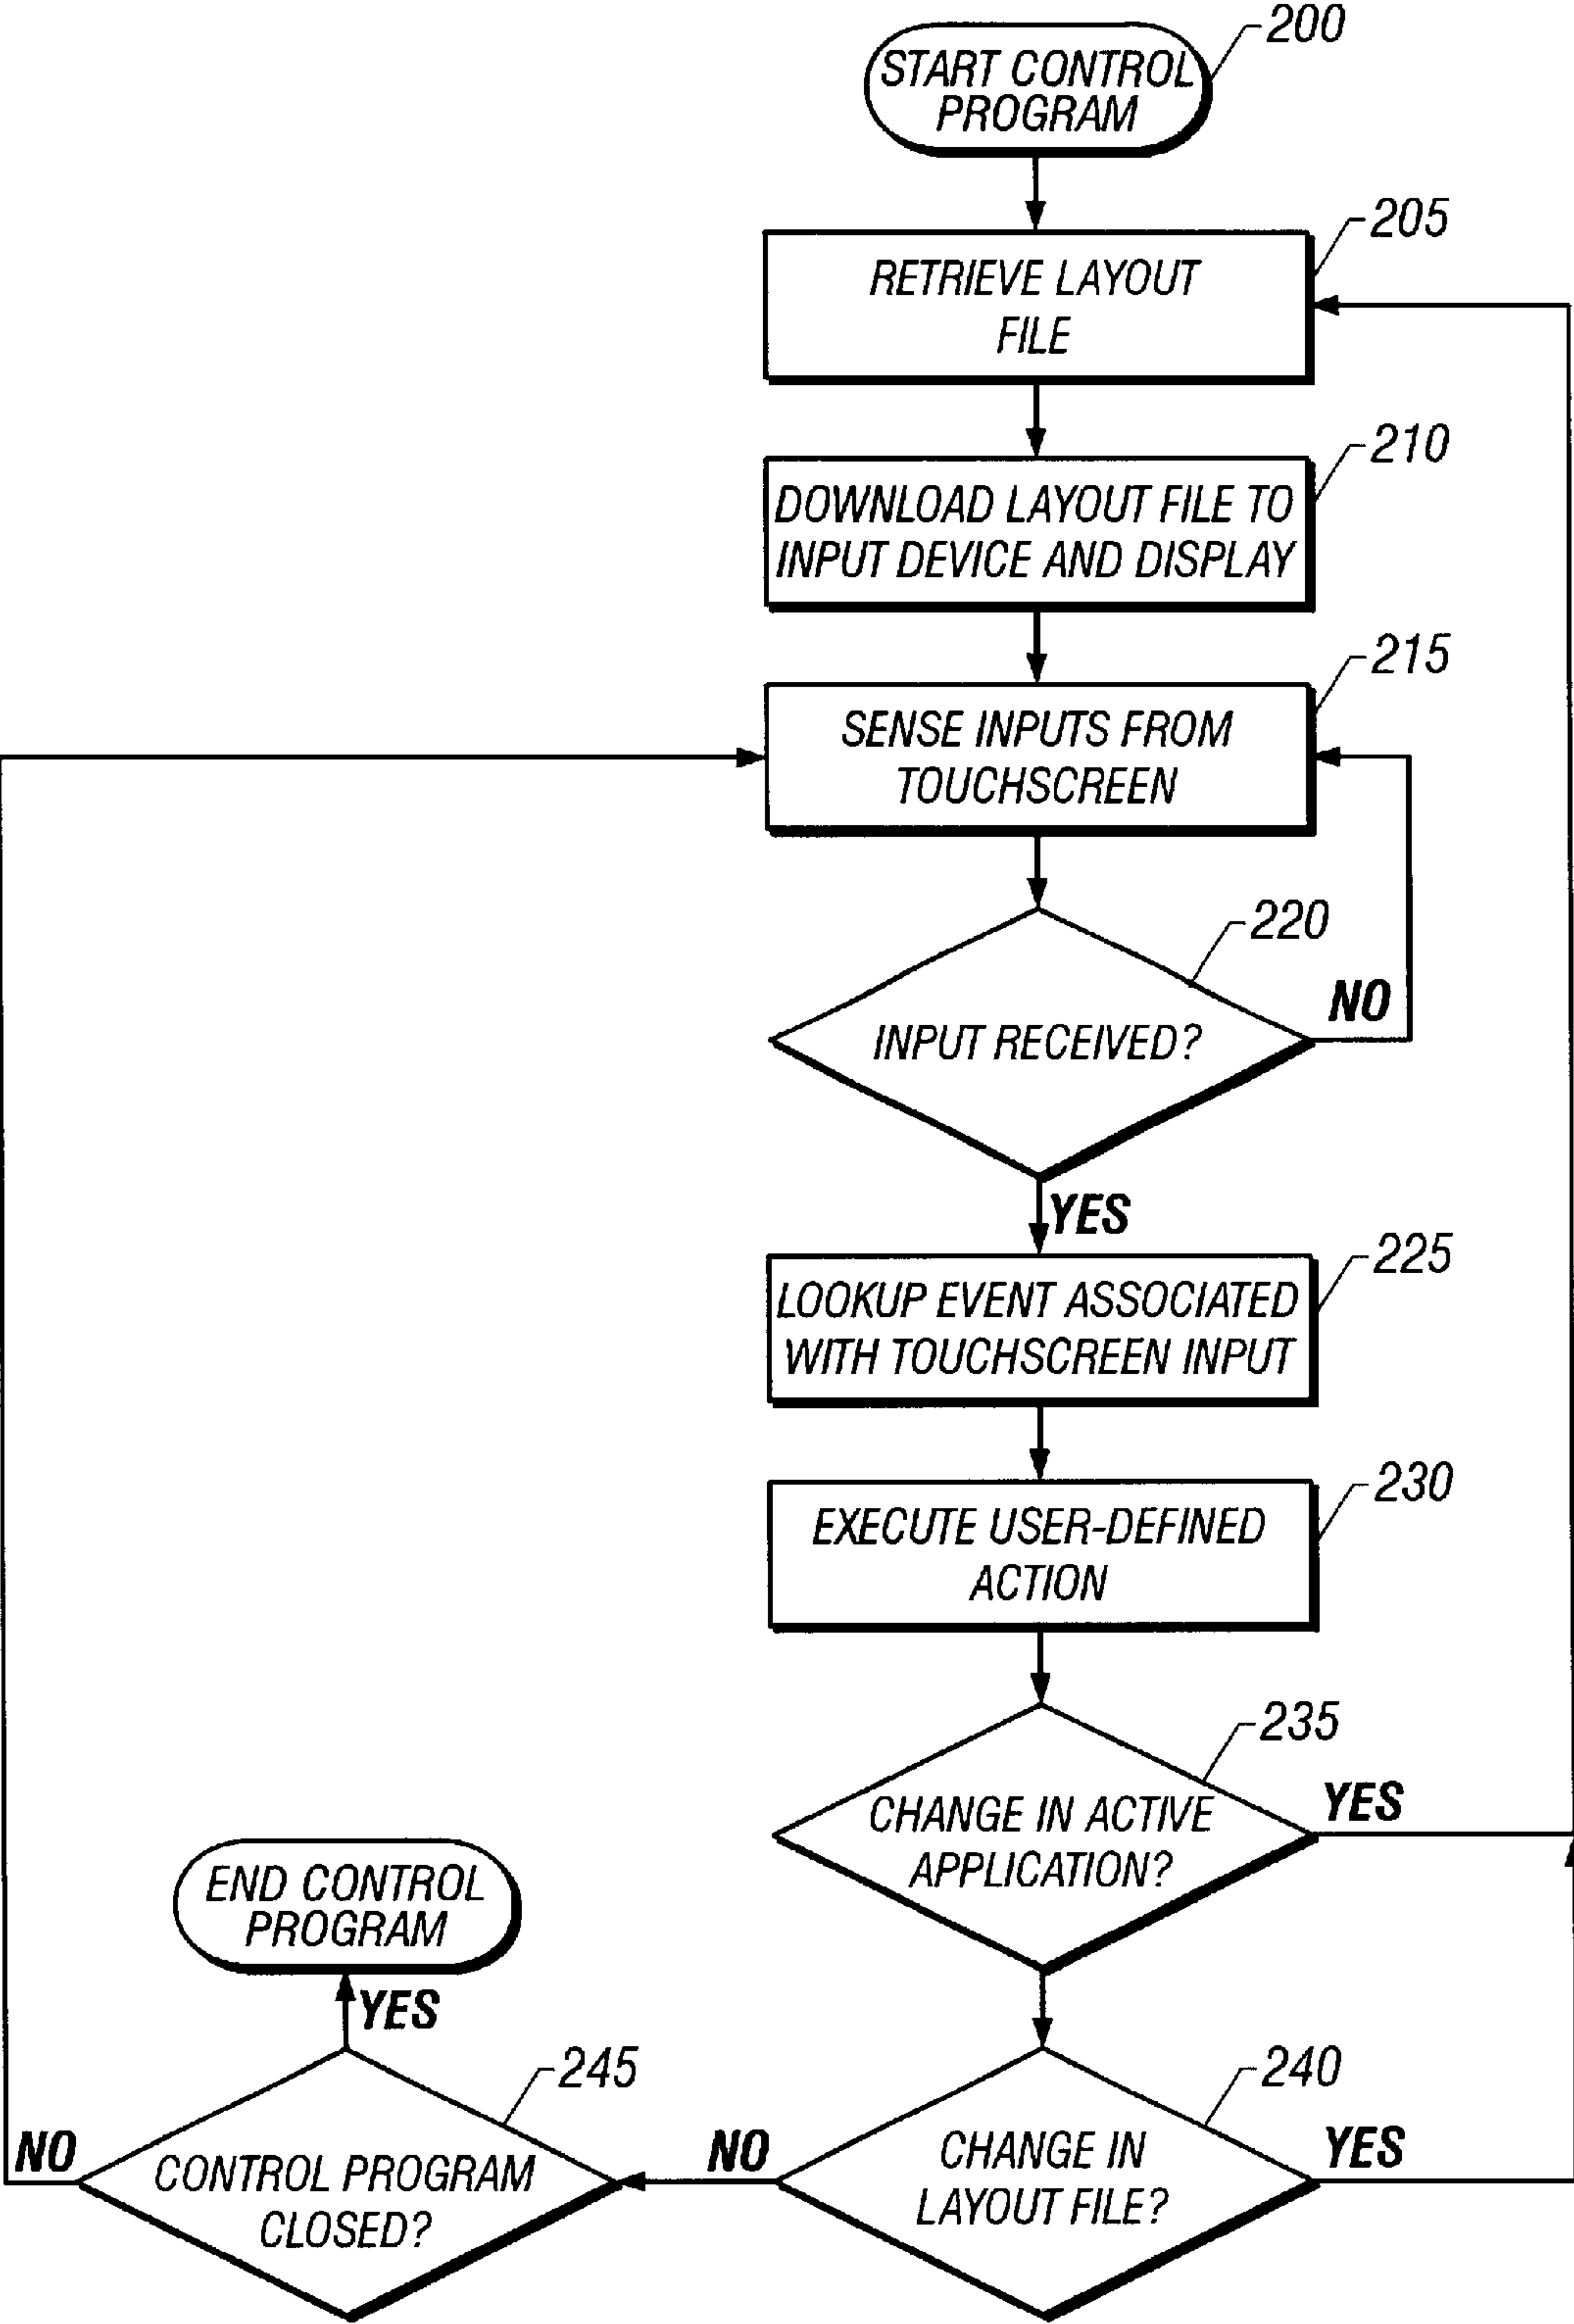 200
START CONTROL
PROGRAM
205
RETRIEVE LAYOUT
FILE
210
DOWNLOAD LAYOUT FILE TO
INPUT DEVICE AND DISPLAY
215
SENSE INPUTS FROM
TOUCHSCREEN
220
NO
INPUT RECEIVED?
YES
225
LOOKUP EVENT ASSOCIATED
WITH TOUCHSCREEN INPUT
230
EXECUTE USER-DEFINED
ACTION
235
YES
CHANGE IN ACTIVE
APPLICATION?
END CONTROL
PROGRAM
YES
245
240
NO
NO
YES
CONTROL PROGRAM
CLOSED?
CHANGE IN
LAYOUT FILE?